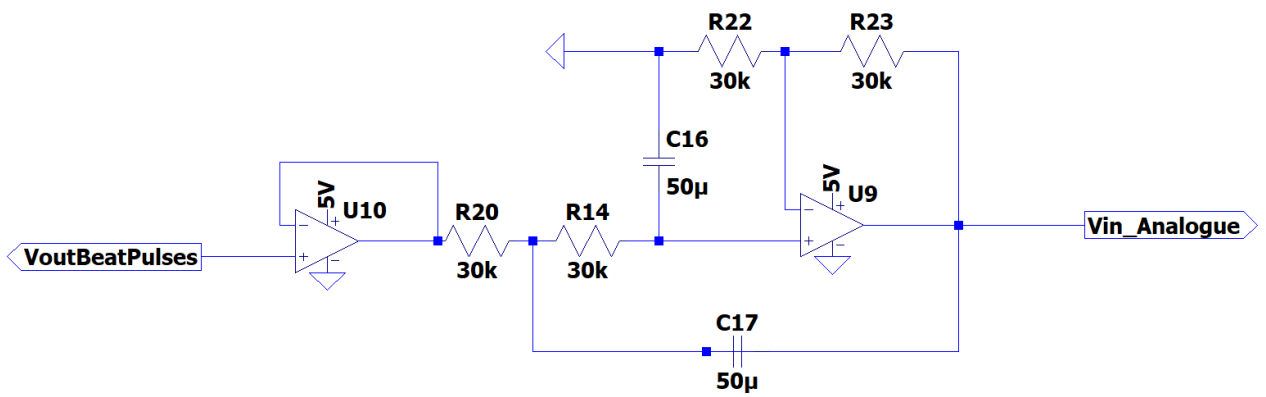 R22
R23
30k
30k
C16
50µ
5V
U10
5V
U9
R20
R14
VoutBeatPulses
30k
30k
Vin_Analogue
C17
50µ